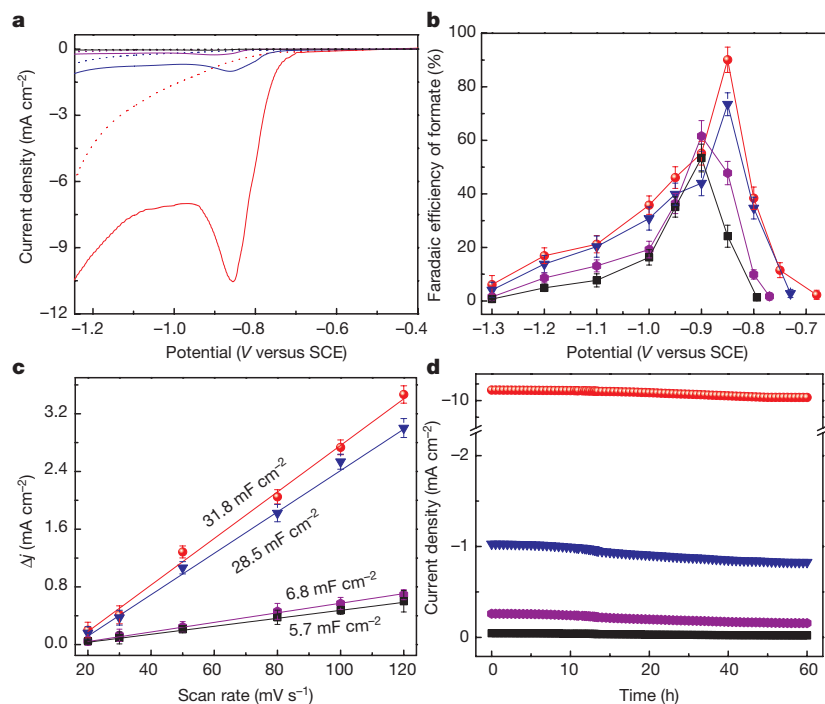 a
0
−3
−6
−9
−12
Current density (mA cm−2)
−1.2
−1.0
−0.8
−0.6
−0.4
Potential (V versus SCE)
b
100
80
60
40
20
0
Faradaic efficiency of formate (%)
−1.3
−1.2
−1.1
−1.0
−0.9
−0.8
−0.7
Potential (V versus SCE)
c
3.6
2.4
1.2
0.8
0.0
Δj (mA cm−2)
31.8 mF cm−2
28.5 mF cm−2
6.8 mF cm−2
5.7 mF cm−2
20
40
60
80
100
120
Scan rate (mV s−1)
d
−10
−2
−1
0
Current density (mA cm−2)
0
10
20
40
50
60
Time (h)